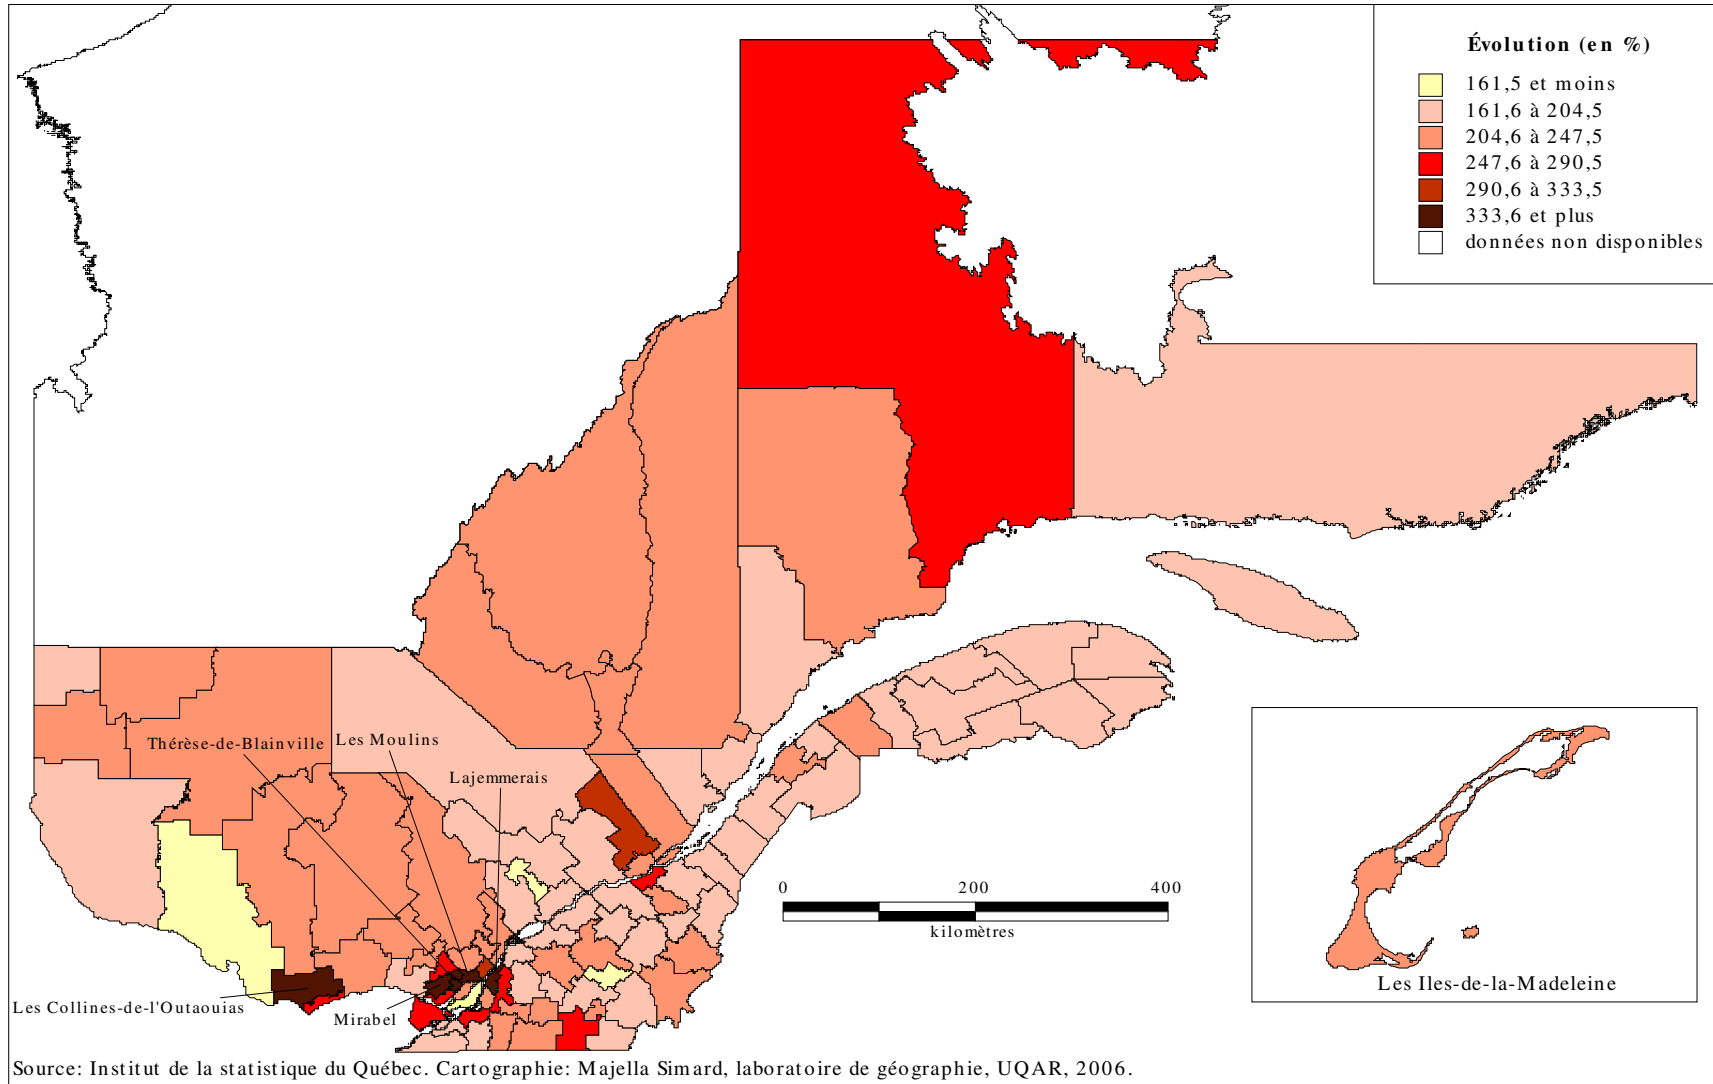 Évolution (en %)
161,5 et moins
161,6 à 204,5
204,6 à 247,5
247,6 à 290,5
290,6 à 333,5
333,6 et plus
données non disponibles
Thérèse-de-Blainville
Les Moulins
Lajemmerais
0 200 400
kilomètres
Les Collines-de-l'Outaouias
Mirabel
Les Iles-de-la-Madeleine
Source: Institut de la statistique du Québec. Cartographie: Majella Simard, laboratoire de géographie, UQAR, 2006.